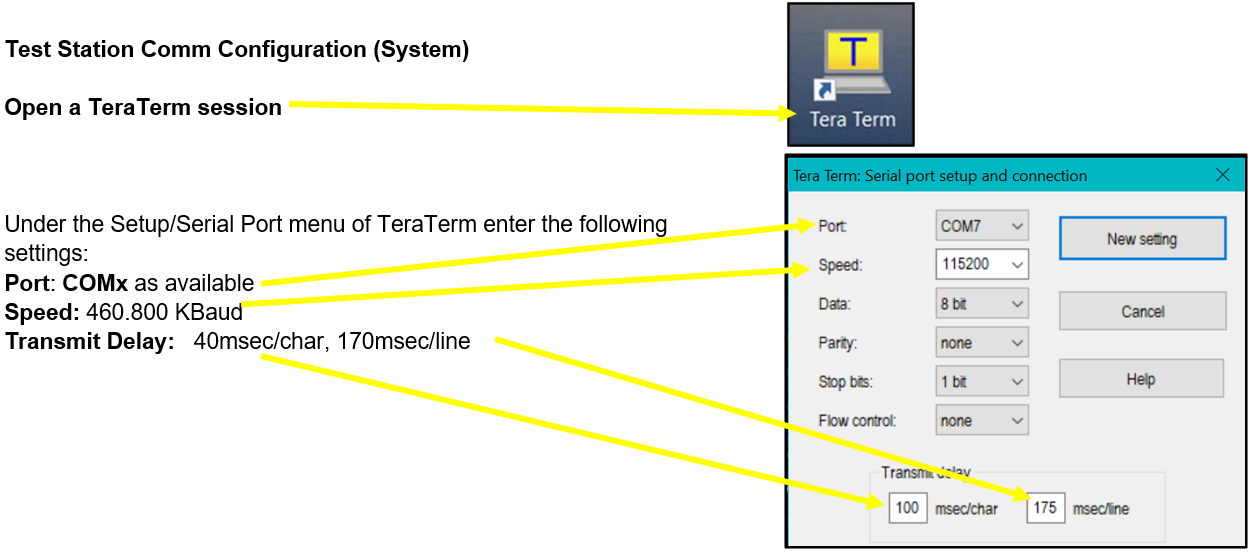 Test Station Comm Configuration (System)
Open a TeraTerm session
T
Tera Term
Under the Setup/Serial Port menu of TeraTerm enter the following
settings:
Port: COMx as available
Speed: 460.800 KBaud
Transmit Delay: 40msec/char, 170msec/line
Tera Term: Serial port setup and connection
Port: COM7
New setting
Speed: 115200
Data: 8 bit
Cancel
Parity: none
Stop bits: 1 bit
Help
Flow control: none
Transmit delay
100 msec/char 175 msec/line